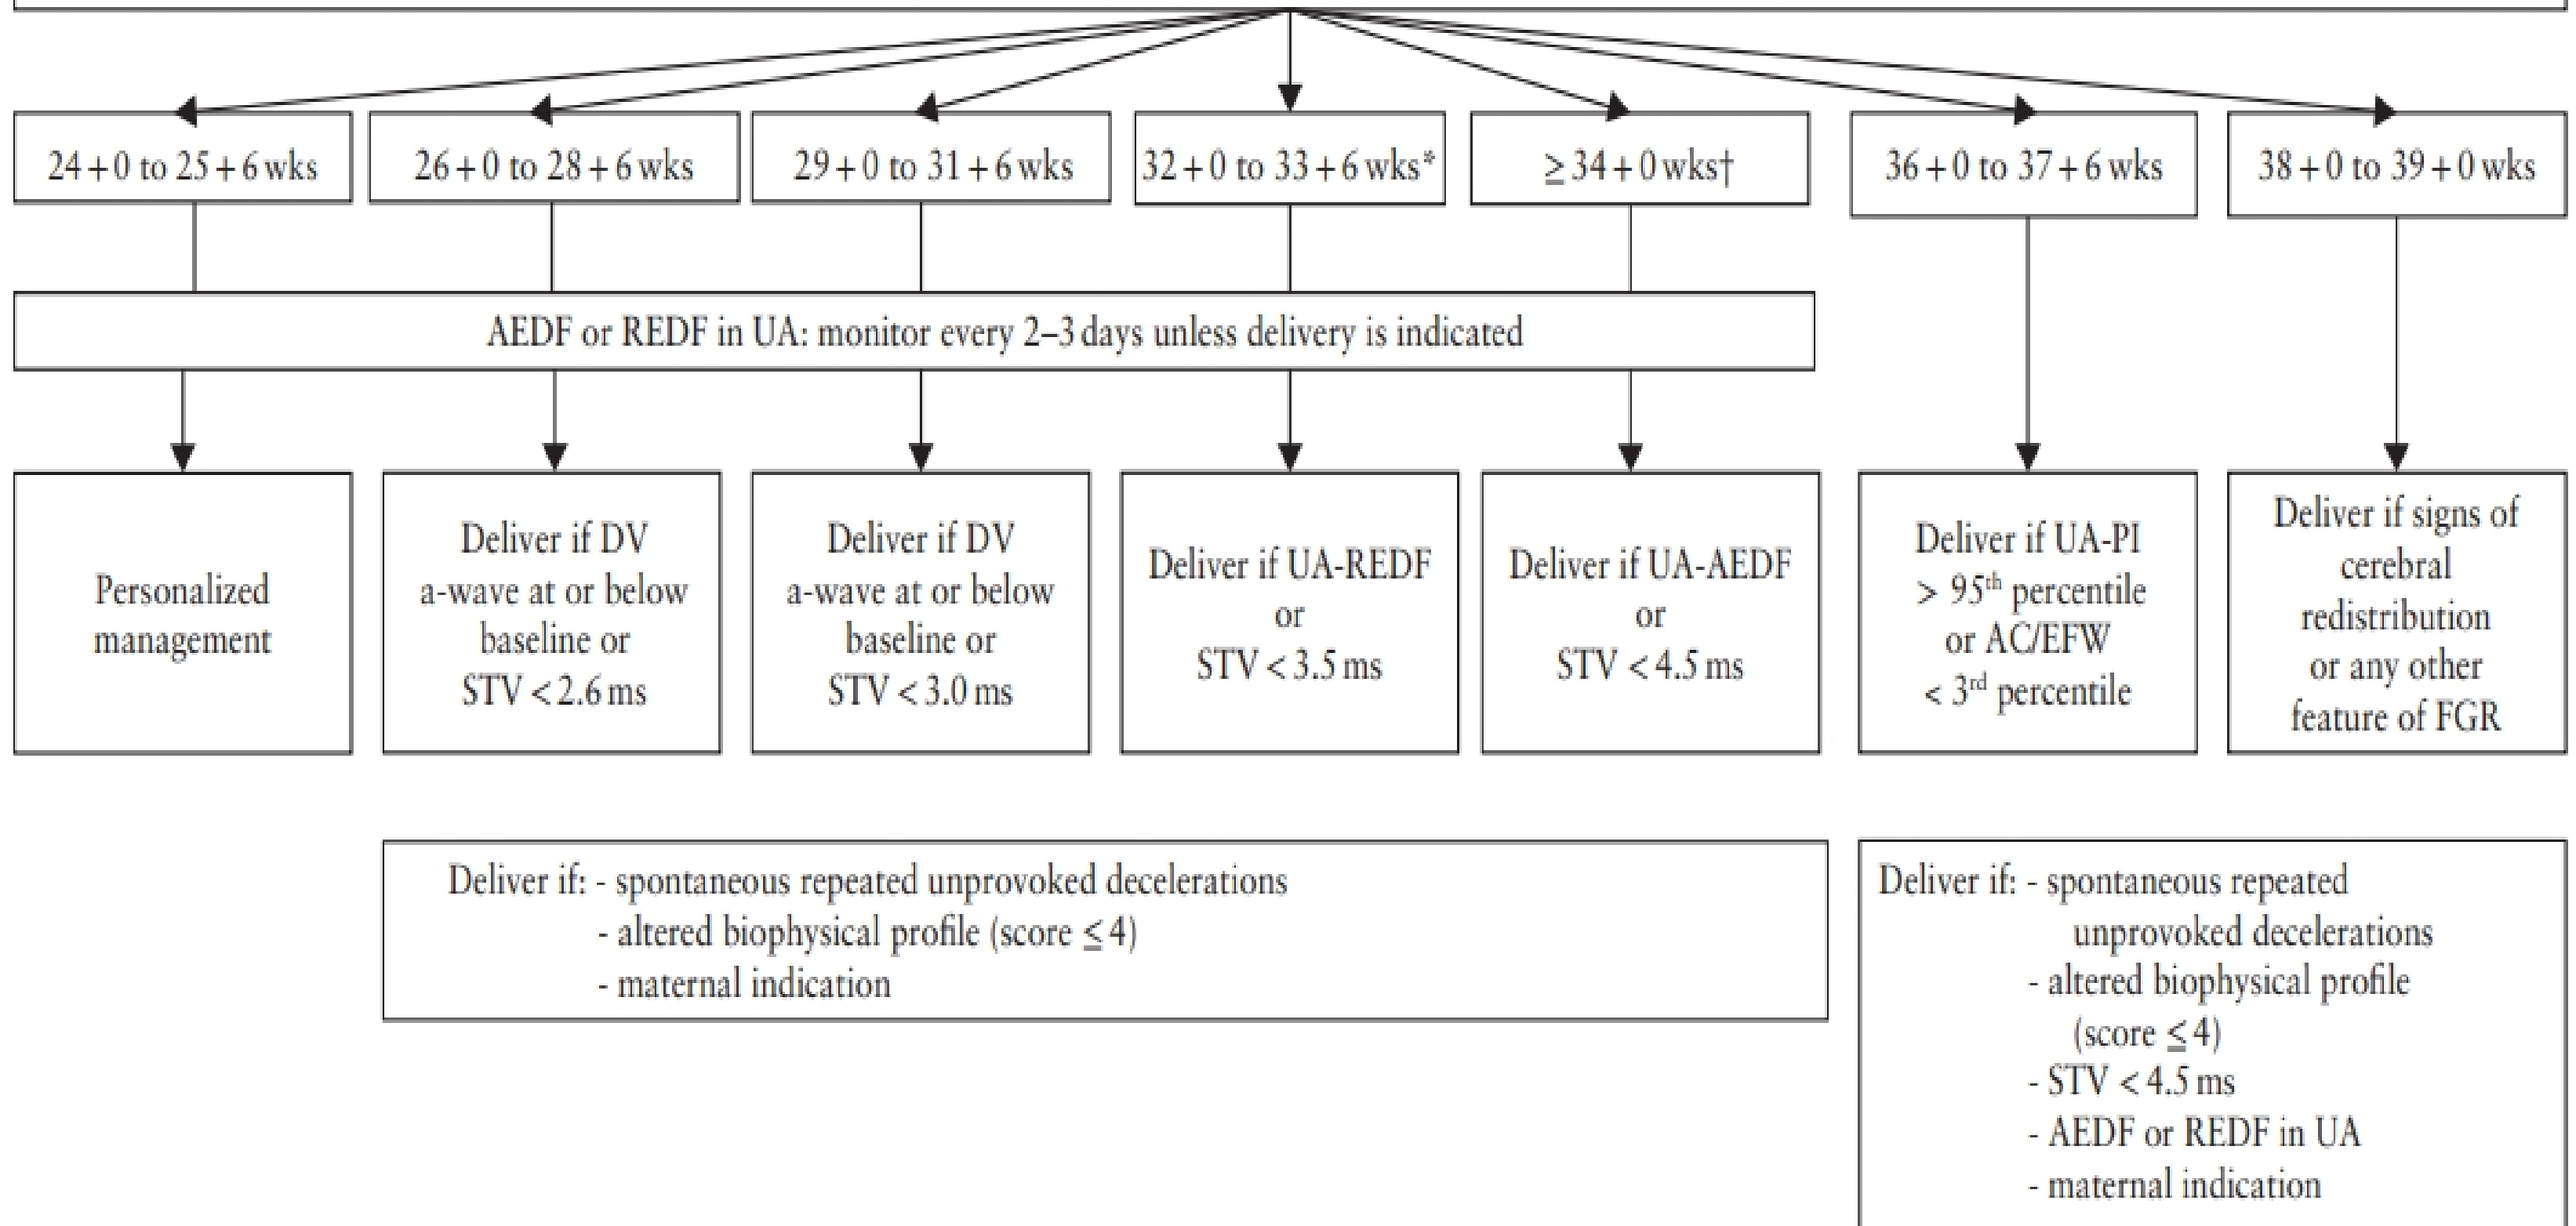 24+0 to 25+6 wks
26+0 to 28+6 wks
29+0 to 31+6 wks
32+0 to 33+6 wks*
≥ 34+0 wks†
36+0 to 37+6 wks
38+0 to 39+0 wks
AEDF or REDF in UA: monitor every 2–3 days unless delivery is indicated
Personalized
management
Deliver if DV
a-wave at or below
baseline or
STV < 2.6 ms
Deliver if DV
a-wave at or below
baseline or
STV < 3.0 ms
Deliver if UA-REDF
or
STV < 3.5 ms
Deliver if UA-AEDF
or
STV < 4.5 ms
Deliver if UA-PI
> 95th percentile
or AC/EFW
< 3rd percentile
Deliver if signs of
cerebral
redistribution
or any other
feature of FGR
Deliver if: - spontaneous repeated unprovoked decelerations
- altered biophysical profile (score ≤ 4)
- maternal indication
Deliver if: - spontaneous repeated
unprovoked decelerations
- altered biophysical profile
(score ≤ 4)
- STV < 4.5 ms
- AEDF or REDF in UA
- maternal indication